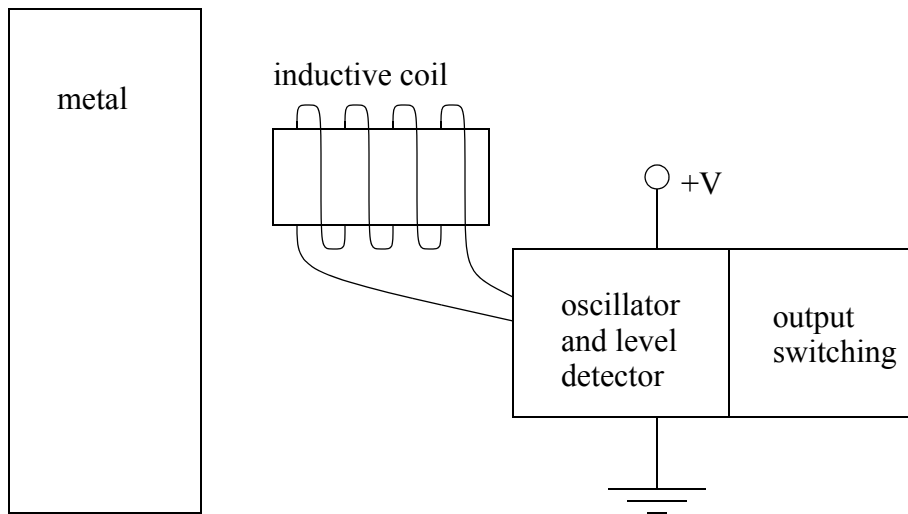 metal
inductive coil
+V
oscillator
and level
detector
output
switching